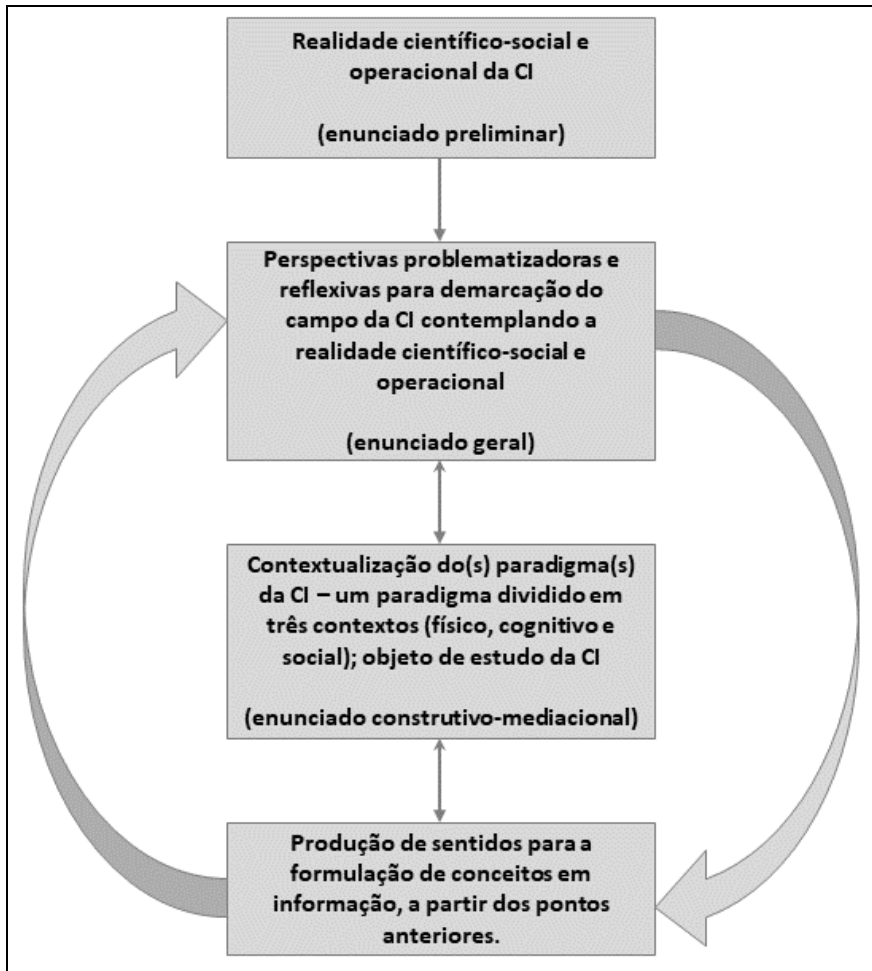 Realidade científico-social e
operacional da CI
(enunciado preliminar)
Perspectivas problematizadoras e
reflexivas para demarcação do
campo da CI contemplando a
realidade científico-social e
operacional
(enunciado geral)
Contextualização do(s) paradigma(s)
da CI – um paradigma dividido em
três contextos (físico, cognitivo e
social); objeto de estudo da CI
(enunciado construtivo-mediacional)
Produção de sentidos para a
formulação de conceitos em
informação, a partir dos pontos
anteriores.